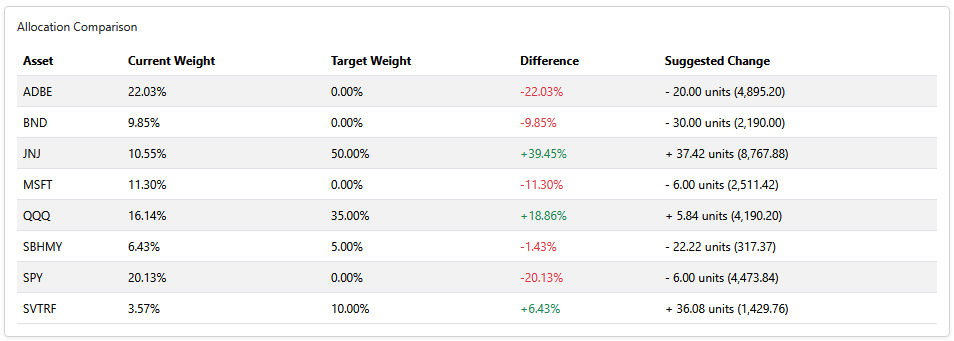 Allocation Comparison
Asset Current Weight Target Weight Difference Suggested Change
ADBE 22.03% 0.00% -22.03% - 20.00 units (4,895.20)
BND 9.85% 0.00% -9.85% - 30.00 units (2,190.00)
JNJ 10.55% 50.00% +39.45% + 37.42 units (8,767.88)
MSFT 11.30% 0.00% -11.30% - 6.00 units (2,511.42)
QQQ 16.14% 35.00% +18.86% + 5.84 units (4,190.20)
SBHMY 6.43% 5.00% -1.43% - 22.22 units (317.37)
SPY 20.13% 0.00% -20.13% - 6.00 units (4,473.84)
SVTRF 3.57% 10.00% +6.43% + 36.08 units (1,429.76)